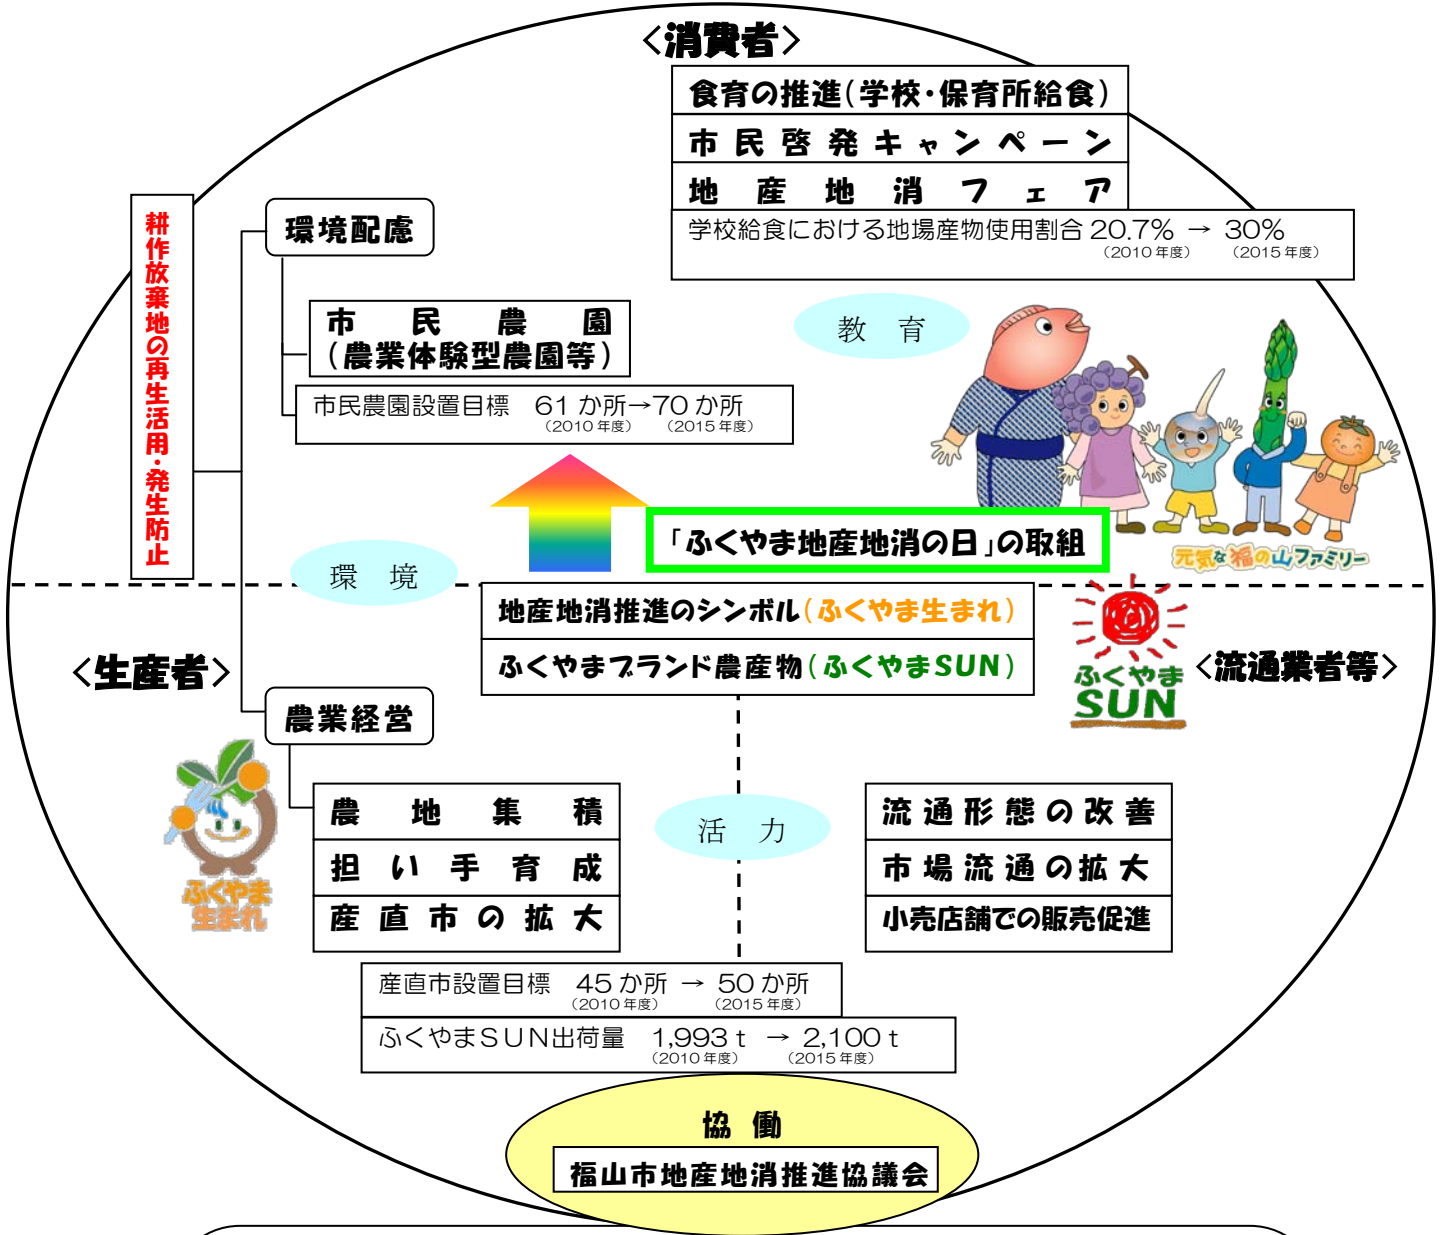 ＜消費者＞
食育の推進（学校・保育所給食）
市民啓発キャンペーン
地産地消フェア
学校給食における地場産物使用割合 20.7% → 30%
（2010年度） （2015年度）
耕作放棄地の再生活用・発生防止
環境配慮
市民農園
（農業体験型農園等）
市民農園設置目標 61か所→70か所
（2010年度） （2015年度）
教 育
「ふくやま地産地消の日」の取組
元気な福の山ファミリー
環 境
地産地消推進のシンボル（ふくやま生まれ）
ふくやまブランド農産物（ふくやまSUN）
ふくやま
SUN
＜生産者＞
＜流通業者等＞
農業経営
ふくやま
生まれ
農地集積
担い手育成
産直市の拡大
活 力
流通形態の改善
市場流通の拡大
小売店舗での販売促進
産直市設置目標 45か所 → 50か所
（2010年度） （2015年度）
ふくやまＳＵＮ出荷量 1,993ｔ → 2,100ｔ
（2010年度） （2015年度）
協 働
福山市地産地消推進協議会